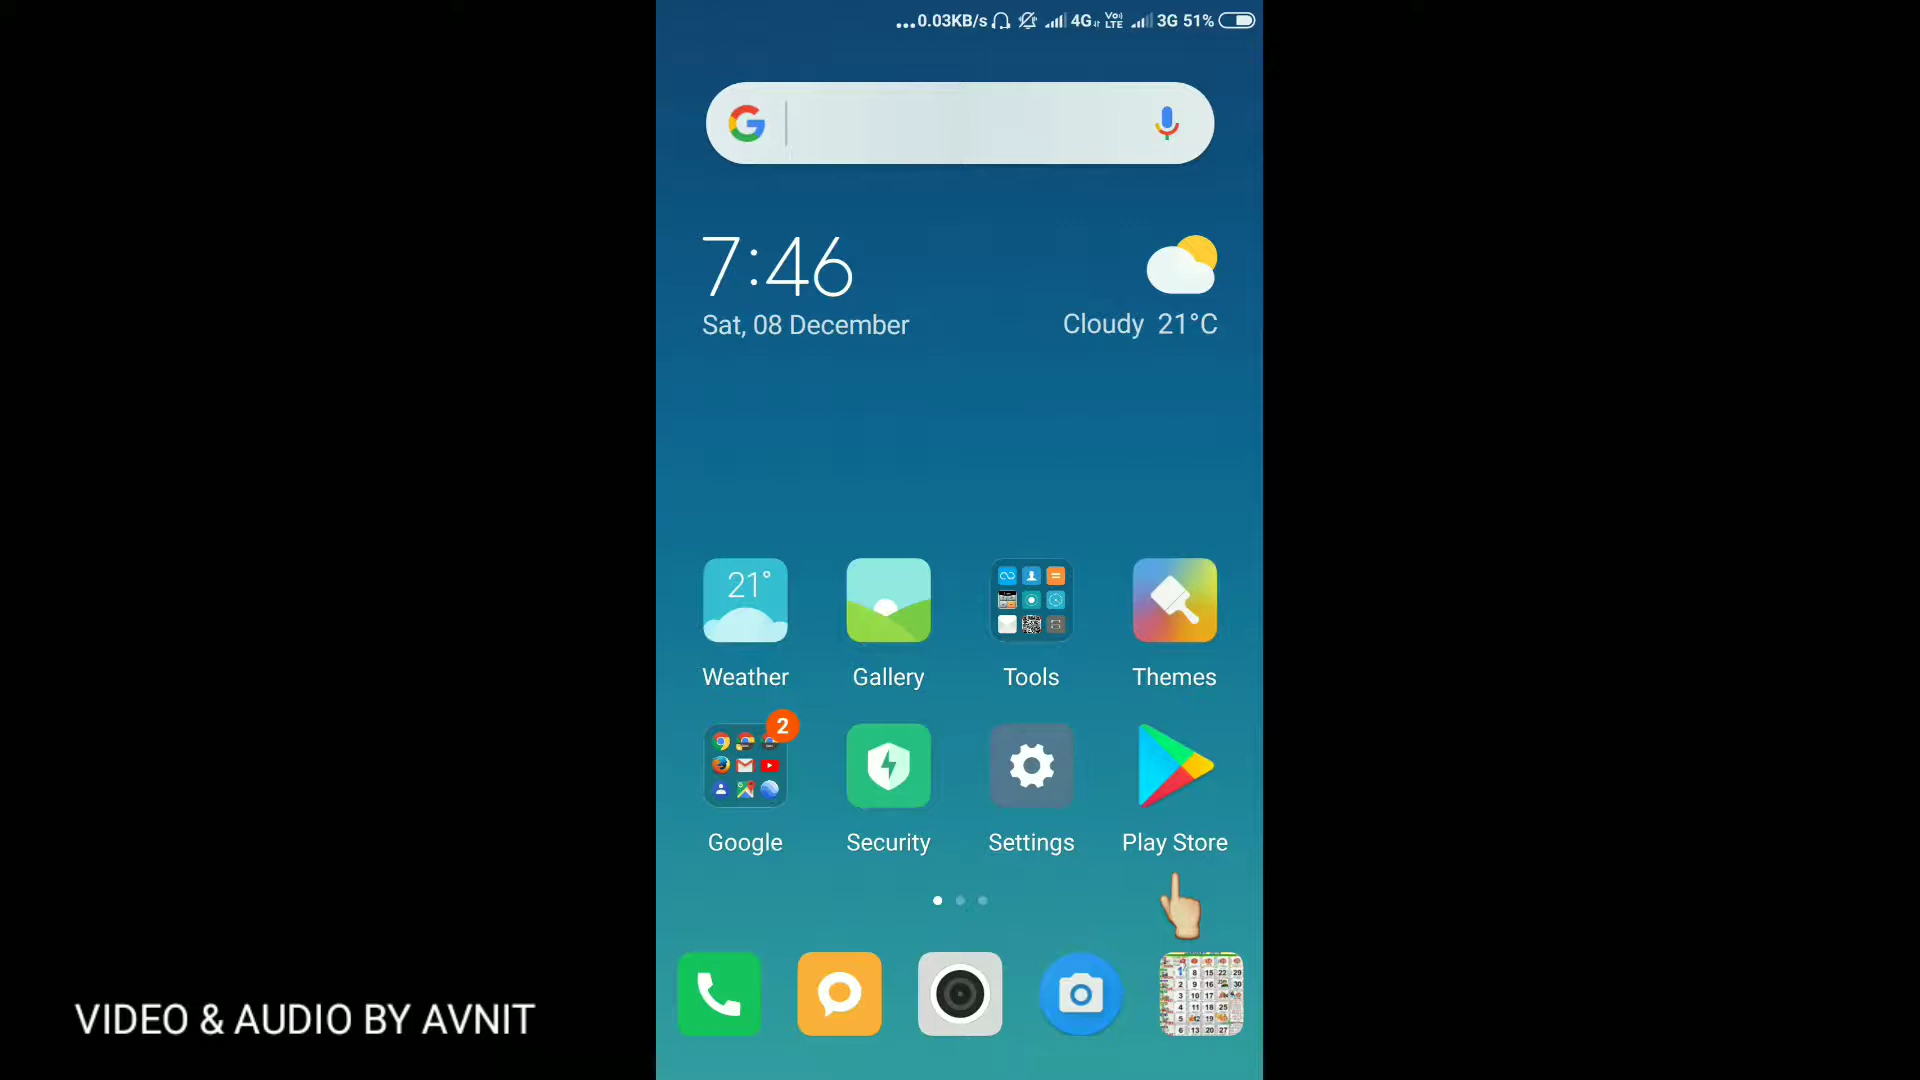 ...0.03KB/s 4G VoLTE 3G 51%
7:46
Sat, 08 December
Cloudy 21°C
21°
Weather Gallery Tools Themes
2
Google Security Settings Play Store
VIDEO & AUDIO BY AVNIT